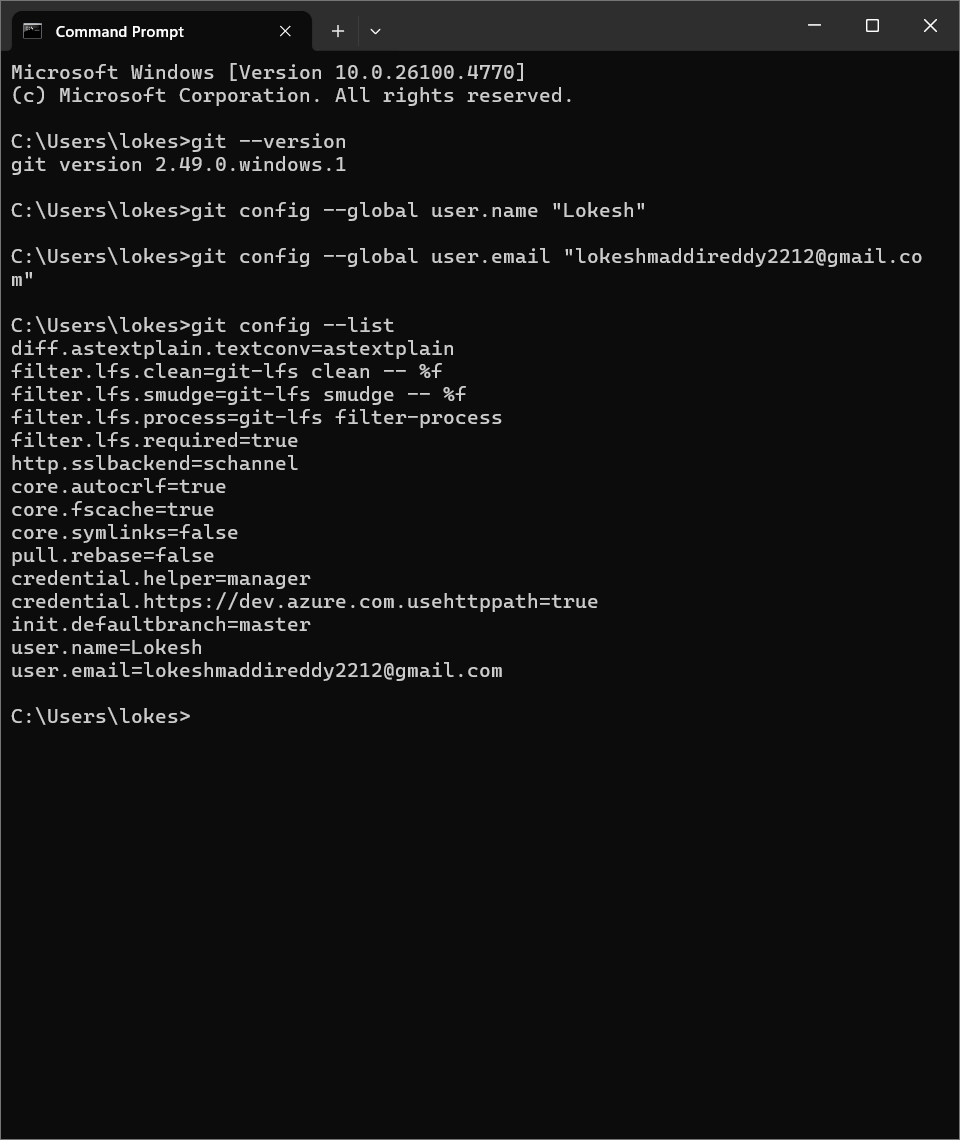 Command Prompt
Microsoft Windows [Version 10.0.26100.4770]
(c) Microsoft Corporation. All rights reserved.
C:\Users\lokes>git --version
git version 2.49.0.windows.1
C:\Users\lokes>git config --global user.name "Lokesh"
C:\Users\lokes>git config --global user.email "lokeshmaddireddy2212@gmail.co
m"
C:\Users\lokes>git config --list
diff.astextplain.textconv=astextplain
filter.lfs.clean=git-lfs clean -- %f
filter.lfs.smudge=git-lfs smudge -- %f
filter.lfs.process=git-lfs filter-process
filter.lfs.required=true
http.sslbackend=schannel
core.autocrlf=true
core.fscache=true
core.symlinks=false
pull.rebase=false
credential.helper=manager
credential.https://dev.azure.com.usehttppath=true
init.defaultbranch=master
user.name=Lokesh
user.email=lokeshmaddireddy2212@gmail.com
C:\Users\lokes>